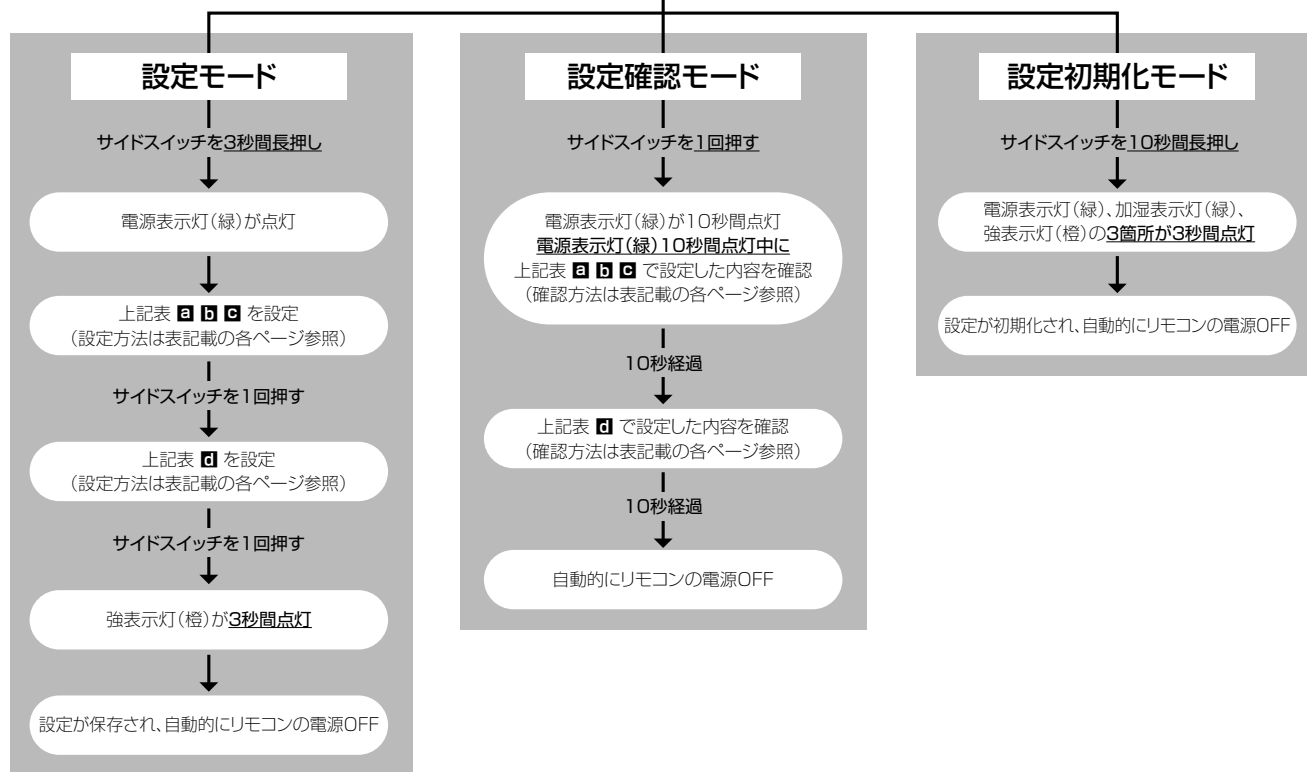 設定モード
サイドスイッチを3秒間長押し
電源表示灯(緑)が点灯
上記表 a b c を設定
(設定方法は表記載の各ページ参照)
サイドスイッチを1回押す
上記表 d を設定
(設定方法は表記載の各ページ参照)
サイドスイッチを1回押す
強表示灯(橙)が3秒間点灯
設定が保存され、自動的にリモコンの電源OFF
設定確認モード
サイドスイッチを1回押す
電源表示灯(緑)が10秒間点灯
電源表示灯(緑)10秒間点灯中に
上記表 a b c で設定した内容を確認
(確認方法は表記載の各ページ参照)
10秒経過
上記表 d で設定した内容を確認
(確認方法は表記載の各ページ参照)
10秒経過
自動的にリモコンの電源OFF
設定初期化モード
サイドスイッチを10秒間長押し
電源表示灯(緑)、加湿表示灯(緑)、
強表示灯(橙)の3箇所が3秒間点灯
設定が初期化され、自動的にリモコンの電源OFF